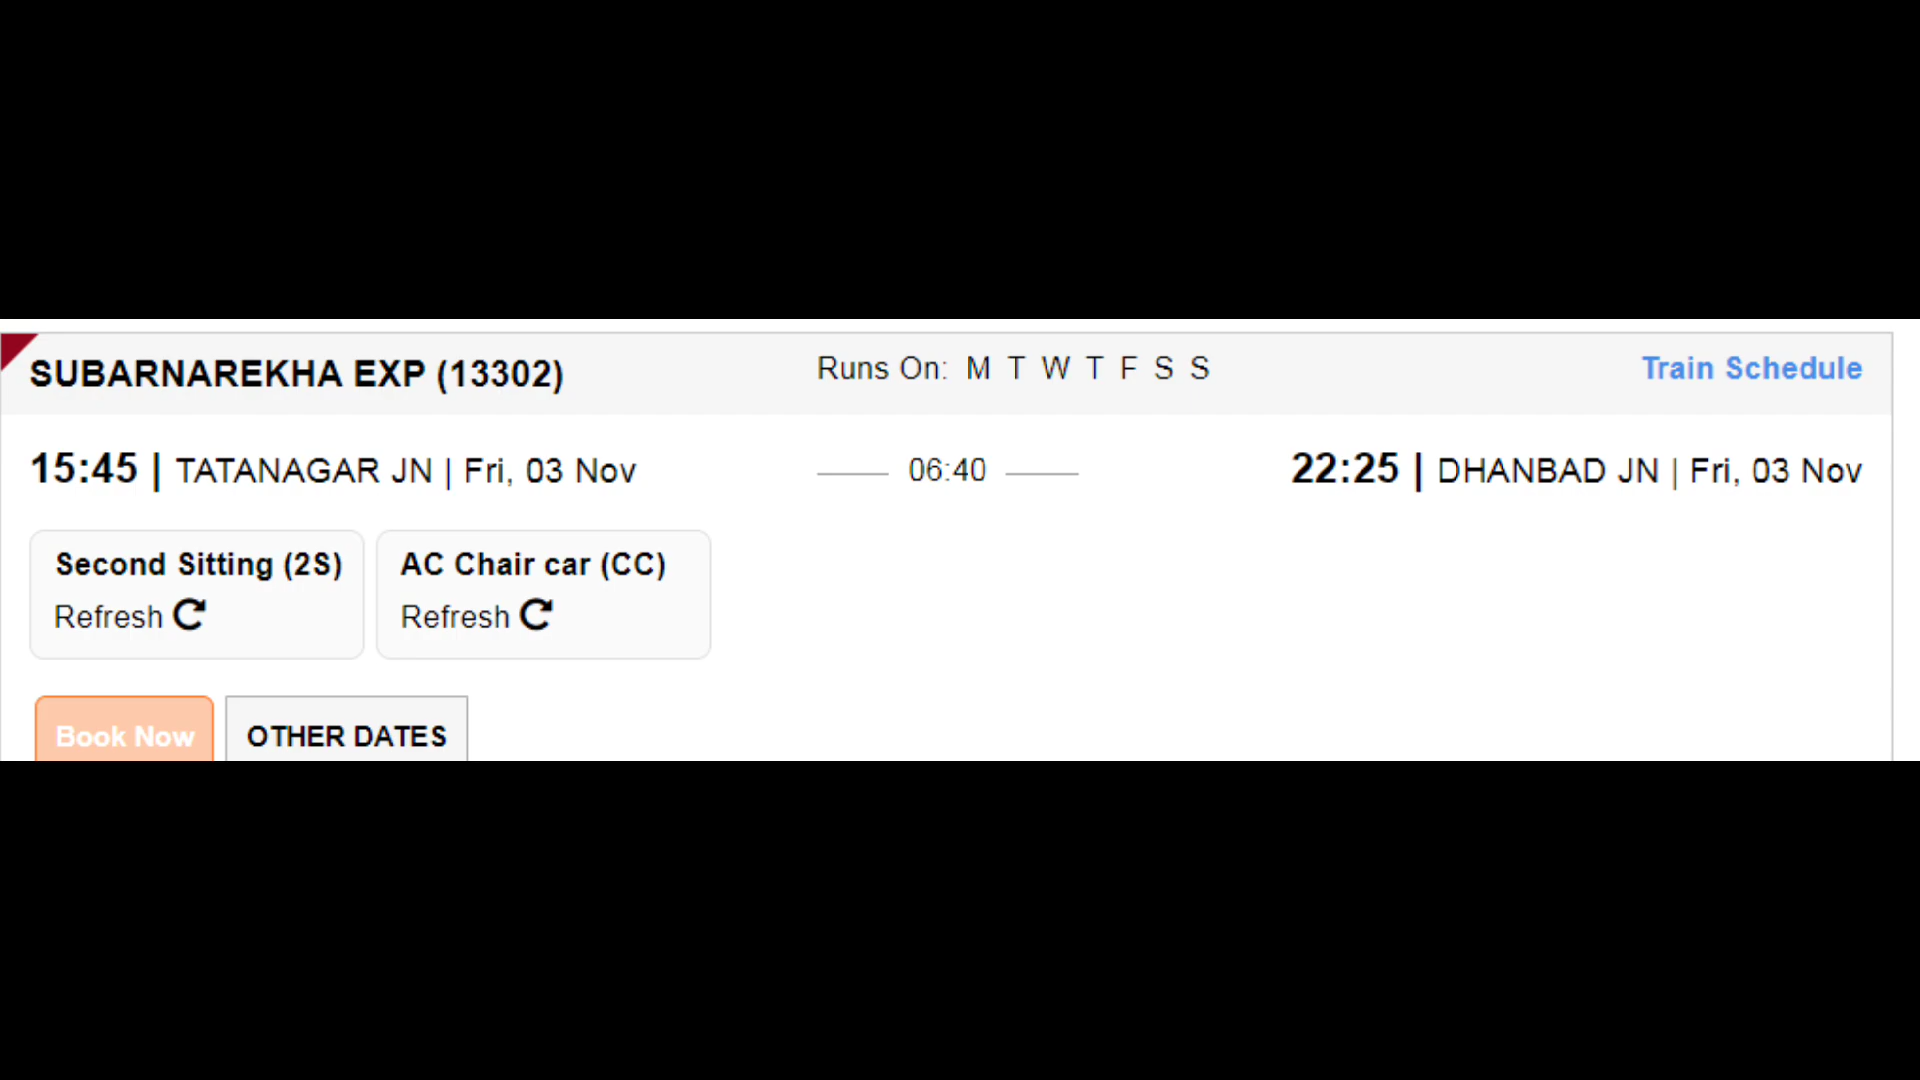 SUBARNAREKHA EXP (13302) Runs On: M T W T F S S Train Schedule
15:45 | TATANAGAR JN | Fri, 03 Nov 06:40 22:25 | DHANBAD JN | Fri, 03 Nov
Second Sitting (2S) AC Chair car (CC)
Refresh Refresh
Book Now OTHER DATES